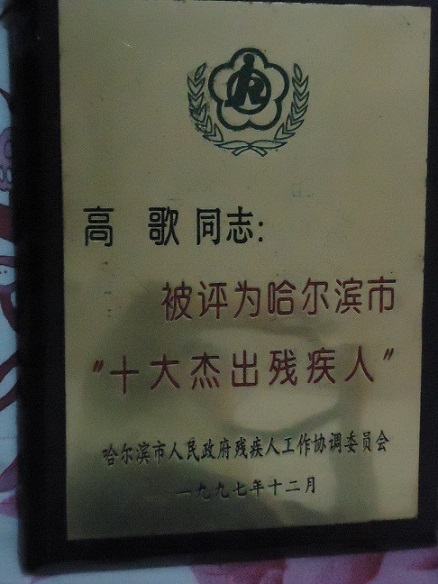 高 歌 同志:
被评为哈尔滨市
"十大杰出残疾人"
哈尔滨市人民政府残疾人工作协调委员会
一九九七年十二月